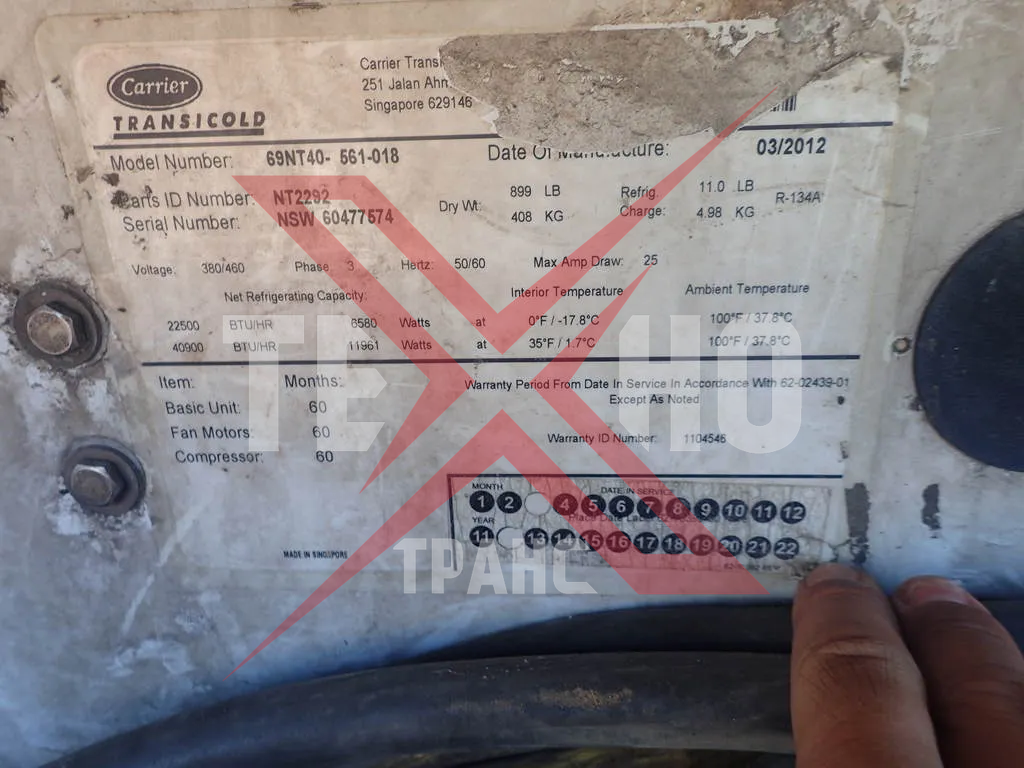 Carrier
TRANSICOLD
Carrier Trans
251 Jalan Ahm
Singapore 629146
Model Number: 69NT40- 561-018
Date Of Manufacture: 03/2012
Parts ID Number: NT2292
Serial Number: NSW 60477574
Dry Wt: 899 LB
408 KG
Refrig. Charge: 11.0 LB
4.98 KG
R-134A
Voltage: 380/460 Phase: 3 Hertz: 50/60 Max Amp Draw: 25
Net Refrigerating Capacity: Interior Temperature Ambient Temperature
22500 BTU/HR 6580 Watts at 0°F / -17.8°C 100°F / 37.8°C
40900 BTU/HR 11961 Watts at 35°F / 1.7°C 100°F / 37.8°C
Item: Months:
Basic Unit: 60
Fan Motors: 60
Compressor: 60
Warranty Period From Date In Service In Accordance With 62-02439-01
Except As Noted
Warranty ID Number: 1104546
MONTH DATE IN SERVICE
1 2 4 5 6 7 8 9 10 11 12
Place Date Label
YEAR
11 13 14 15 16 17 18 19 20 21 22
MADE IN SINGAPORE
ТЕХНО
ТРАНС